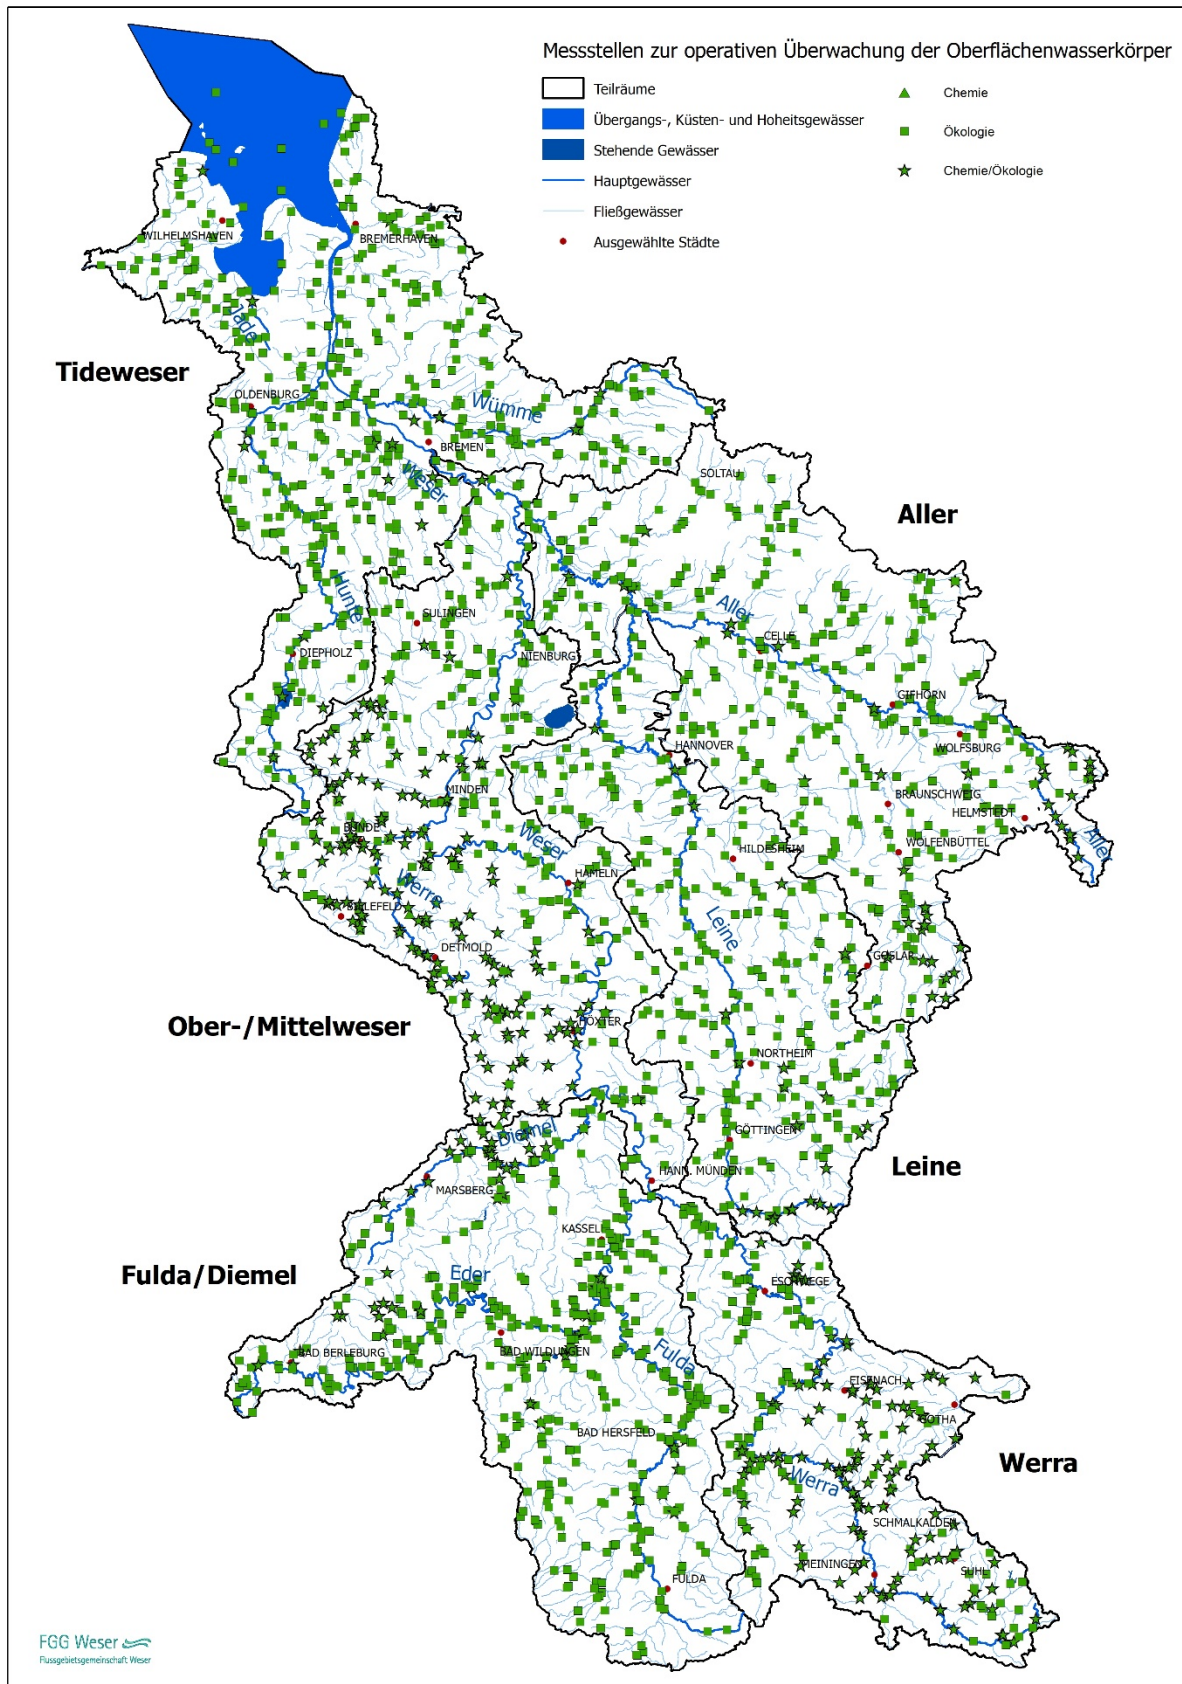 Messstellen zur operativen Überwachung der Oberflächenwasserkörper
Teilräume
Übergangs-, Küsten- und Hoheitsgewässer
Stehende Gewässer
Hauptgewässer
Fließgewässer
Ausgewählte Städte
Chemie
Ökologie
Chemie/Ökologie
WILHELMSHAVEN
BREMERHAVEN
Jade
Tideweser
OLDENBURG
Wümme
BREMEN
Weser
SOLTAU
Aller
Hunte
SULINGEN
Aller
CELLE
DIEPHOLZ
NIENBURG
GIFHORN
WOLFSBURG
HANNOVER
MINDEN
BRAUNSCHWEIG
HELMSTEDT
BÜNDE
Weser
HILDESHEIM
WOLFENBÜTTEL
Aller
HAMELN
Werre
BIELEFELD
Leine
DETMOLD
GOSLAR
Ober-/Mittelweser
HÖXTER
NORTHEIM
Diemel
GÖTTINGEN
Leine
HANN. MÜNDEN
MARSBERG
KASSEL
Fulda/Diemel
Eder
ESCHWEGE
BAD BERLEBURG
BAD WILDUNGEN
Fulda
EISENACH
GOTHA
BAD HERSFELD
Werra
Werra
SCHMALKALDEN
MEININGEN
SUHL
FULDA
FGG Weser
Flussgebietsgemeinschaft Weser